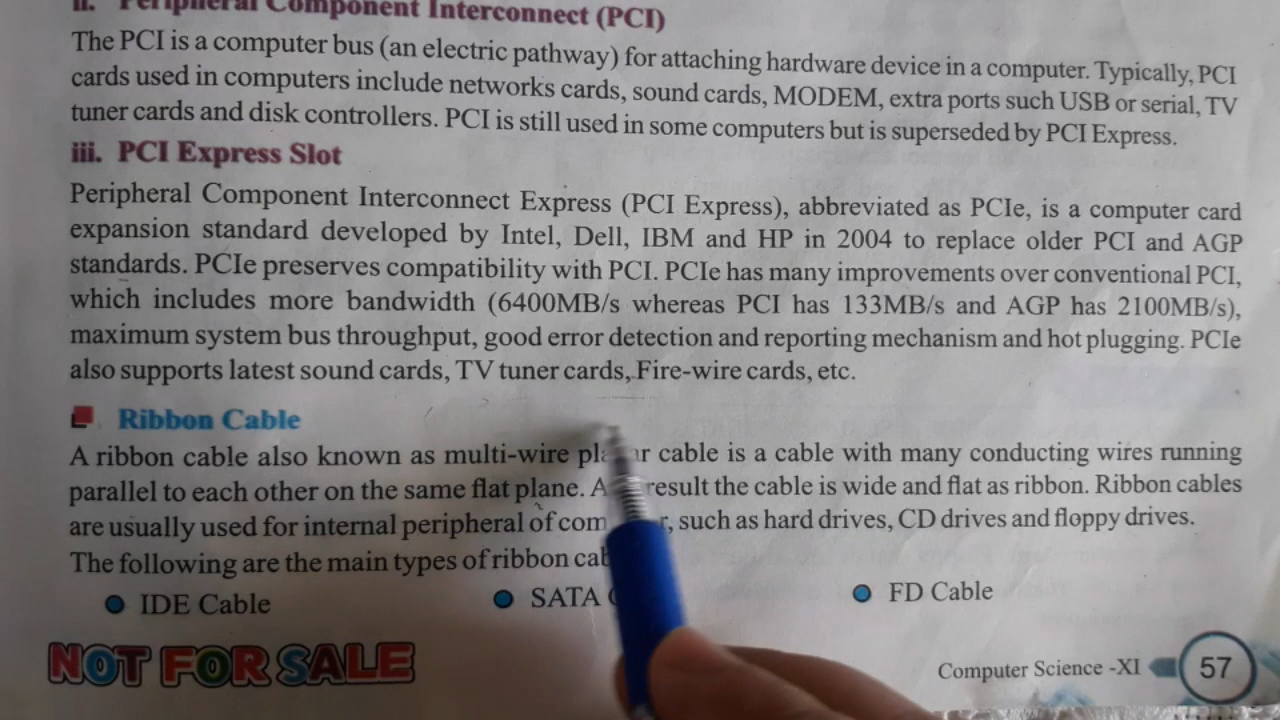 ii. Peripheral Component Interconnect (PCI)
The PCI is a computer bus (an electric pathway) for attaching hardware device in a computer. Typically, PCI
cards used in computers include networks cards, sound cards, MODEM, extra ports such USB or serial, TV
tuner cards and disk controllers. PCI is still used in some computers but is superseded by PCI Express.
iii. PCI Express Slot
Peripheral Component Interconnect Express (PCI Express), abbreviated as PCIe, is a computer card
expansion standard developed by Intel, Dell, IBM and HP in 2004 to replace older PCI and AGP
standards. PCIe preserves compatibility with PCI. PCIe has many improvements over conventional PCI,
which includes more bandwidth (6400MB/s whereas PCI has 133MB/s and AGP has 2100MB/s),
maximum system bus throughput, good error detection and reporting mechanism and hot plugging. PCIe
also supports latest sound cards, TV tuner cards, Fire-wire cards, etc.
Ribbon Cable
A ribbon cable also known as multi-wire cable is a cable with many conducting wires running
parallel to each other on the same flat plane. result the cable is wide and flat as ribbon. Ribbon cables
are usually used for internal peripheral of such as hard drives, CD drives and floppy drives.
The following are the main types of ribbon
IDE Cable
SATA
FD Cable
NOT FOR SALE
Computer Science -XI 57